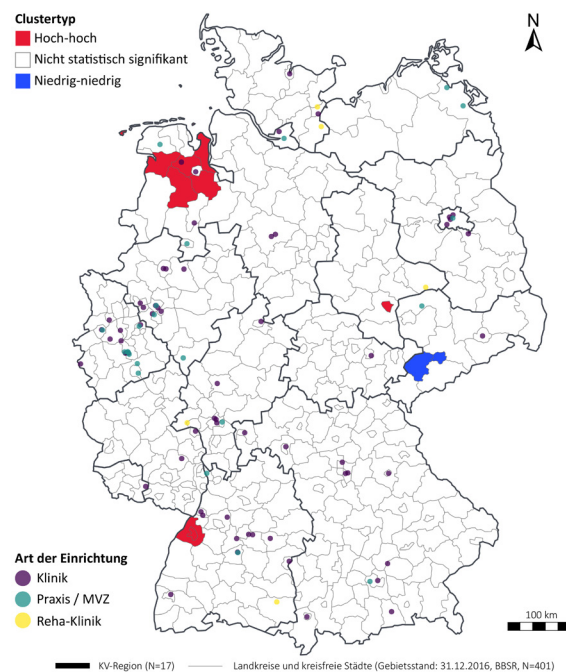 Clustertyp
Hoch-hoch
Nicht statistisch signifikant
Niedrig-niedrig
N
Art der Einrichtung
Klinik
Praxis / MVZ
Reha-Klinik
100 km
KV-Region (N=17)
Landkreise und kreisfreie Städte (Gebietsstand: 31.12.2016, BBSR, N=401)